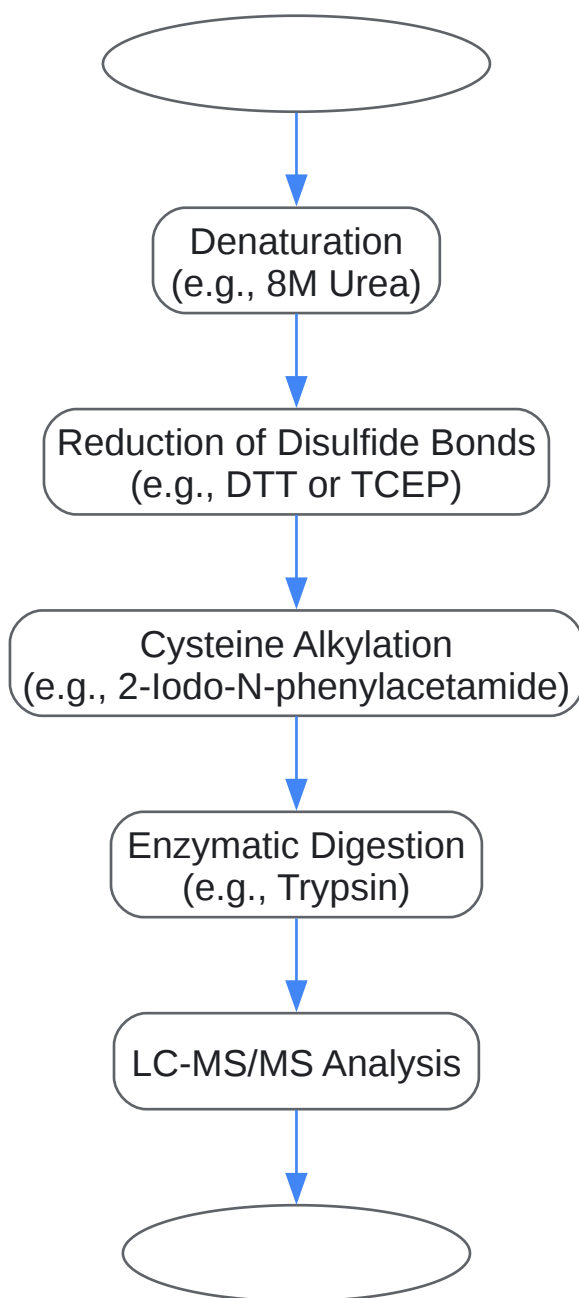 Denaturation
(e.g., 8M Urea)
Reduction of Disulfide Bonds
(e.g., DTT or TCEP)
Cysteine Alkylation
(e.g., 2-Iodo-N-phenylacetamide)
Enzymatic Digestion
(e.g., Trypsin)
LC-MS/MS Analysis